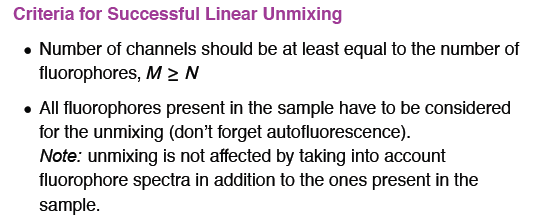 Criteria for Successful Linear Unmixing
• Number of channels should be at least equal to the number of
fluorophores, M ≥ N
• All fluorophores present in the sample have to be considered
for the unmixing (don't forget autofluorescence).
Note: unmixing is not affected by taking into account
fluorophore spectra in addition to the ones present in the
sample.